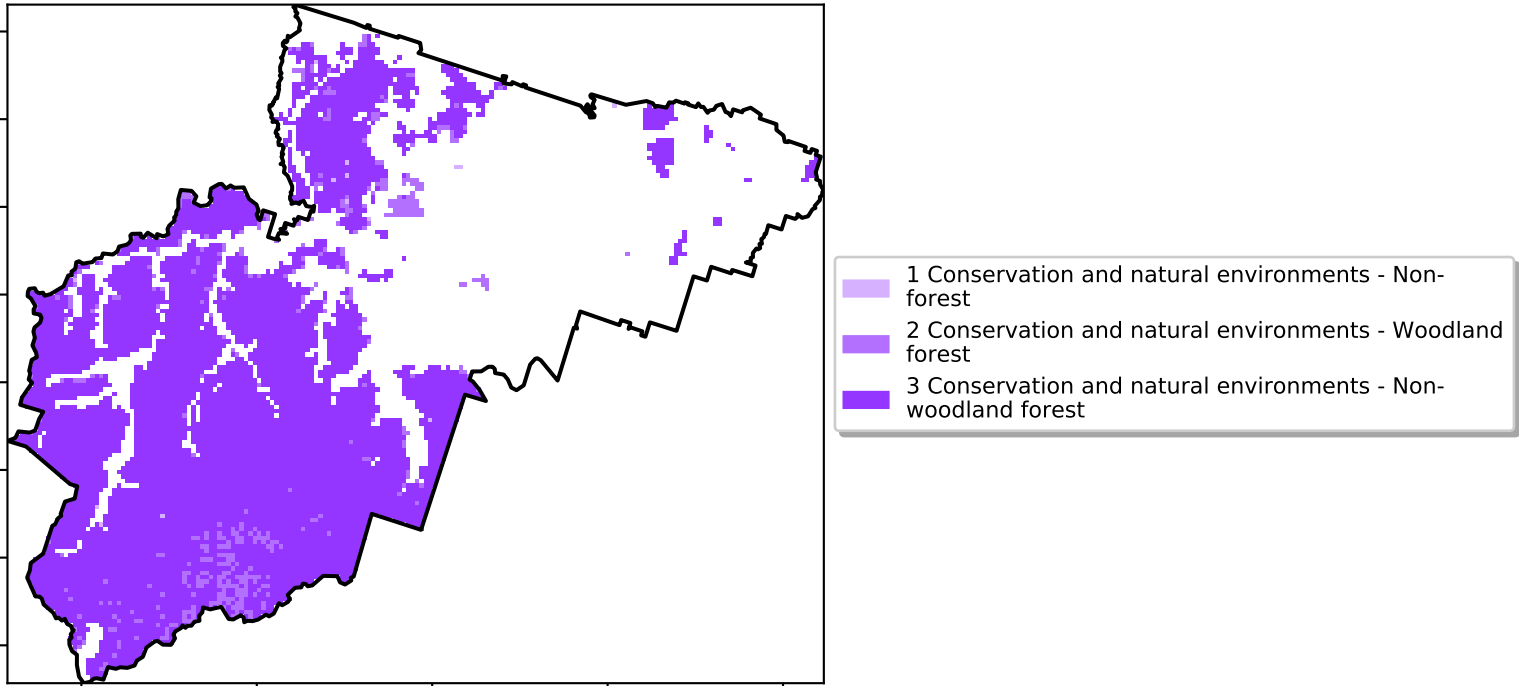 1 Conservation and natural environments - Non-
forest
2 Conservation and natural environments - Woodland
forest
3 Conservation and natural environments - Non-
woodland forest